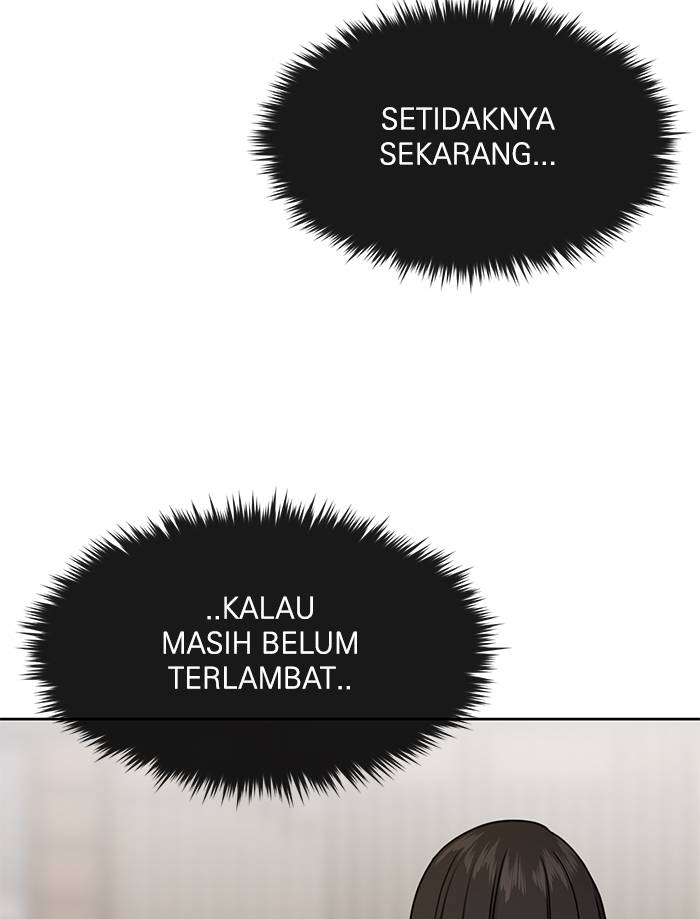 SETIDAKNYA
SEKARANG...
..KALAU
MASIH BELUM
TERLAMBAT..